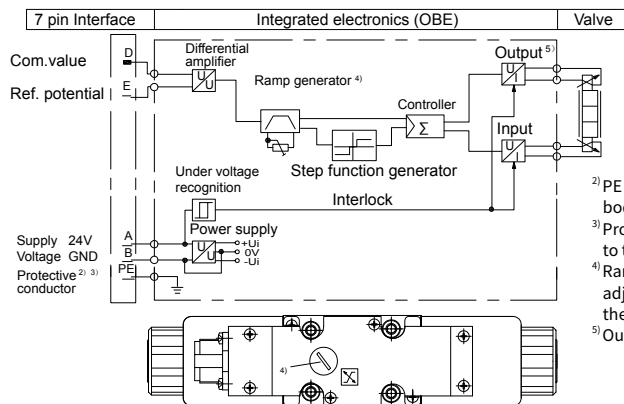 7 pin Interface
Integrated electronics (OBE)
Valve
Differential
amplifier
Output 5)
Com.value
D
U
U
Ramp generator 4)
U
I
Ref. potential
E
Controller
Σ
Input
U
I
Step function generator
Under voltage
recognition
Interlock
Power supply
Supply 24V
A
+Ui
Voltage GND
B
U
U
0V
-Ui
Protective 2) 3)
conductor
PE
2) PE
3) Pro
to t
4) Ran
adj
the
5) Ou
4)